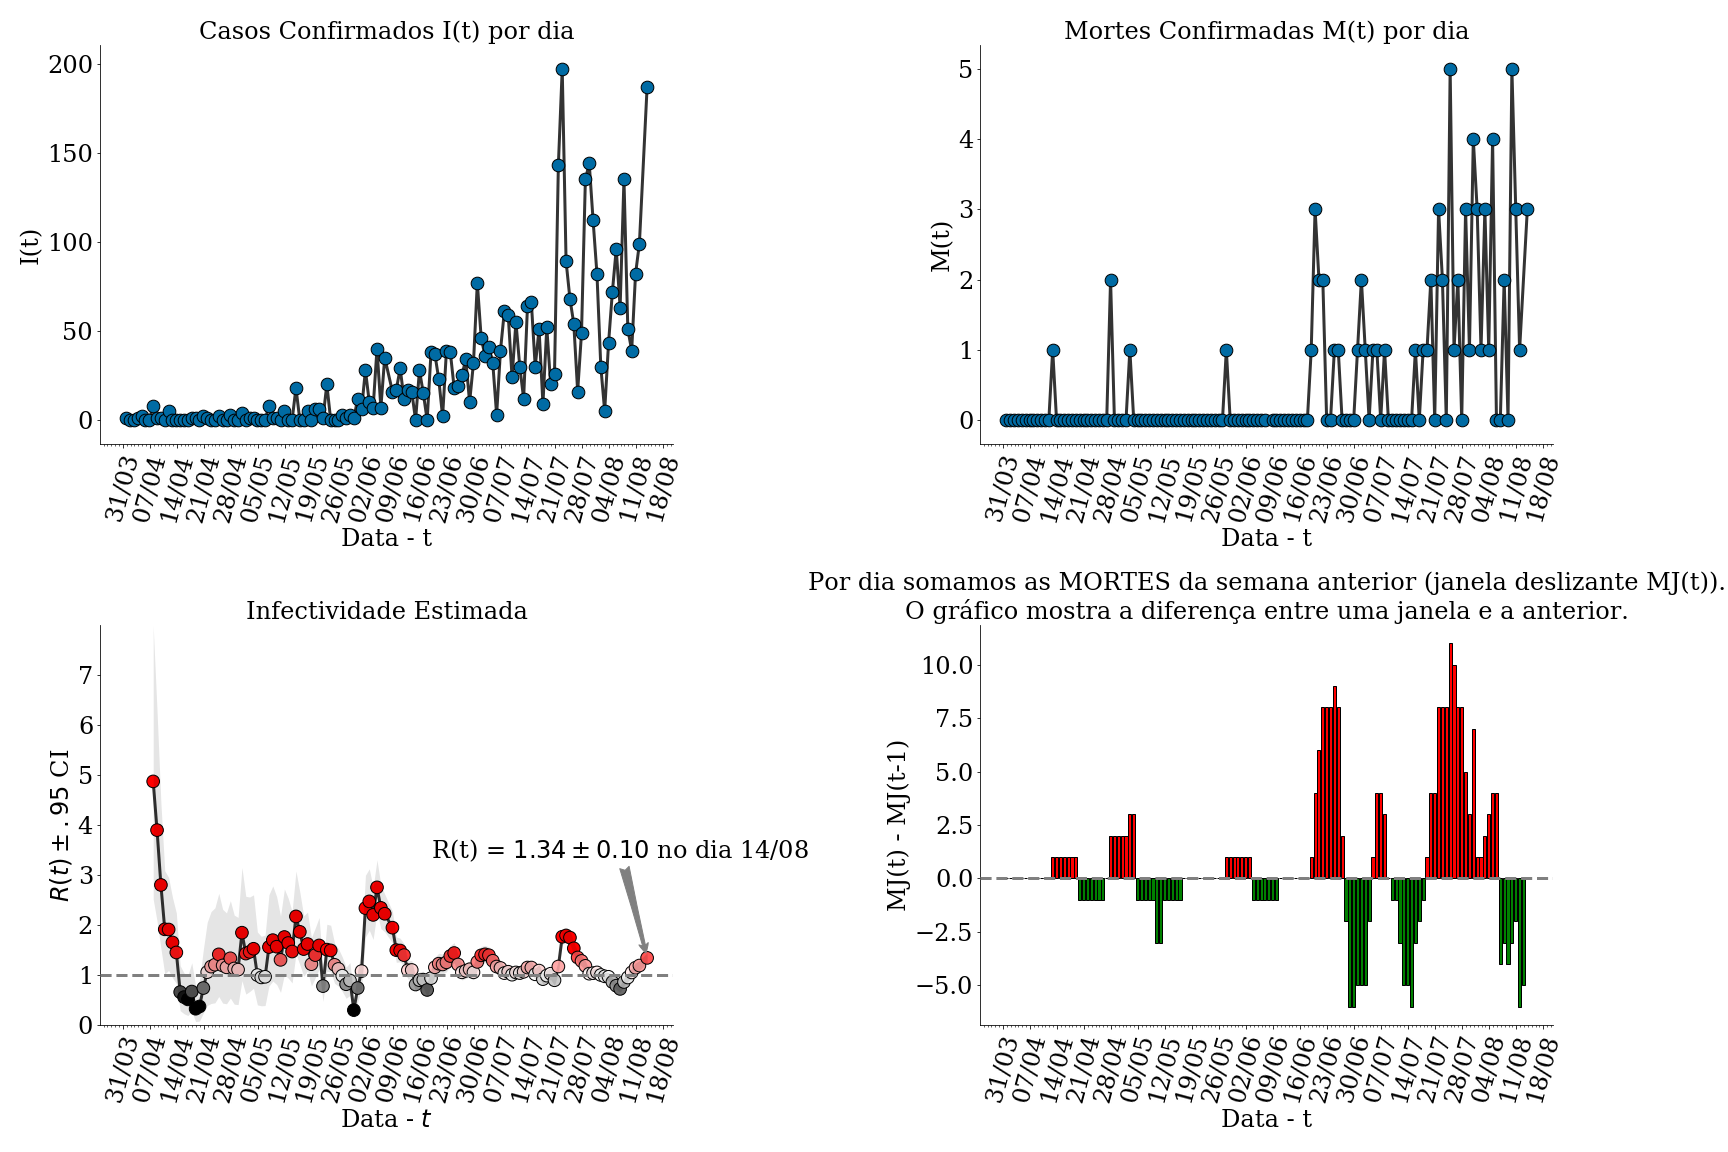 Casos Confirmados I(t) por dia
200
150
100
50
0
I(t)
31/03 07/04 14/04 21/04 28/04 05/05 12/05 19/05 26/05 02/06 09/06 16/06 23/06 30/06 07/07 14/07 21/07 28/07 04/08 11/08 18/08
Data - t
Mortes Confirmadas M(t) por dia
5
4
3
2
1
0
M(t)
31/03 07/04 14/04 21/04 28/04 05/05 12/05 19/05 26/05 02/06 09/06 16/06 23/06 30/06 07/07 14/07 21/07 28/07 04/08 11/08 18/08
Data - t
Infectividade Estimada
7
6
5
4
3
2
1
0
R(t) ± .95 CI
R(t) = 1.34 ± 0.10 no dia 14/08
31/03 07/04 14/04 21/04 28/04 05/05 12/05 19/05 26/05 02/06 09/06 16/06 23/06 30/06 07/07 14/07 21/07 28/07 04/08 11/08 18/08
Data - t
Por dia somamos as MORTES da semana anterior (janela deslizante MJ(t)).
O gráfico mostra a diferença entre uma janela e a anterior.
10.0
7.5
5.0
2.5
0.0
−2.5
−5.0
MJ(t) - MJ(t-1)
31/03 07/04 14/04 21/04 28/04 05/05 12/05 19/05 26/05 02/06 09/06 16/06 23/06 30/06 07/07 14/07 21/07 28/07 04/08 11/08 18/08
Data - t